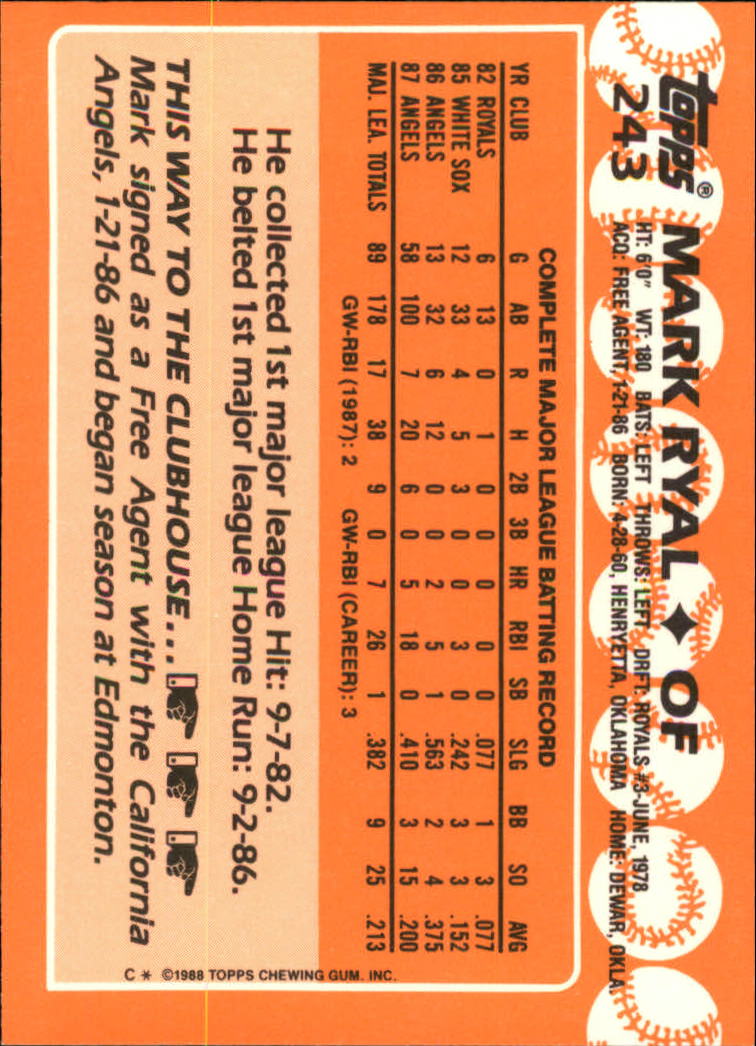 topps®
243
MARK RYAL ♦ OF
HT: 6'0" WT: 180 BATS: LEFT THROWS: LEFT DRFT: ROYALS #3-JUNE, 1978
ACQ: FREE AGENT, 1-21-86 BORN: 4-28-60, HENRYETTA, OKLAHOMA HOME: DEWAR, OKLA.
COMPLETE MAJOR LEAGUE BATTING RECORD
YR CLUB G AB R H 2B 3B HR RBI SB SLG BB SO AVG
82 ROYALS 6 13 0 1 0 0 0 0 0 .077 1 3 .077
85 WHITE SOX 12 33 4 5 3 0 0 3 0 .242 3 3 .152
86 ANGELS 13 32 6 12 0 0 2 5 1 .563 2 4 .375
87 ANGELS 58 100 7 20 6 0 5 18 0 .410 3 15 .200
MAJ. LEA. TOTALS 89 178 17 38 9 0 7 26 1 .382 9 25 .213
GW-RBI (1987): 2 GW-RBI (CAREER): 3
He collected 1st major league Hit: 9-7-82.
He belted 1st major league Home Run: 9-2-86.
THIS WAY TO THE CLUBHOUSE...
Mark signed as a Free Agent with the California
Angels, 1-21-86 and began season at Edmonton.
C * ©1988 TOPPS CHEWING GUM. INC.